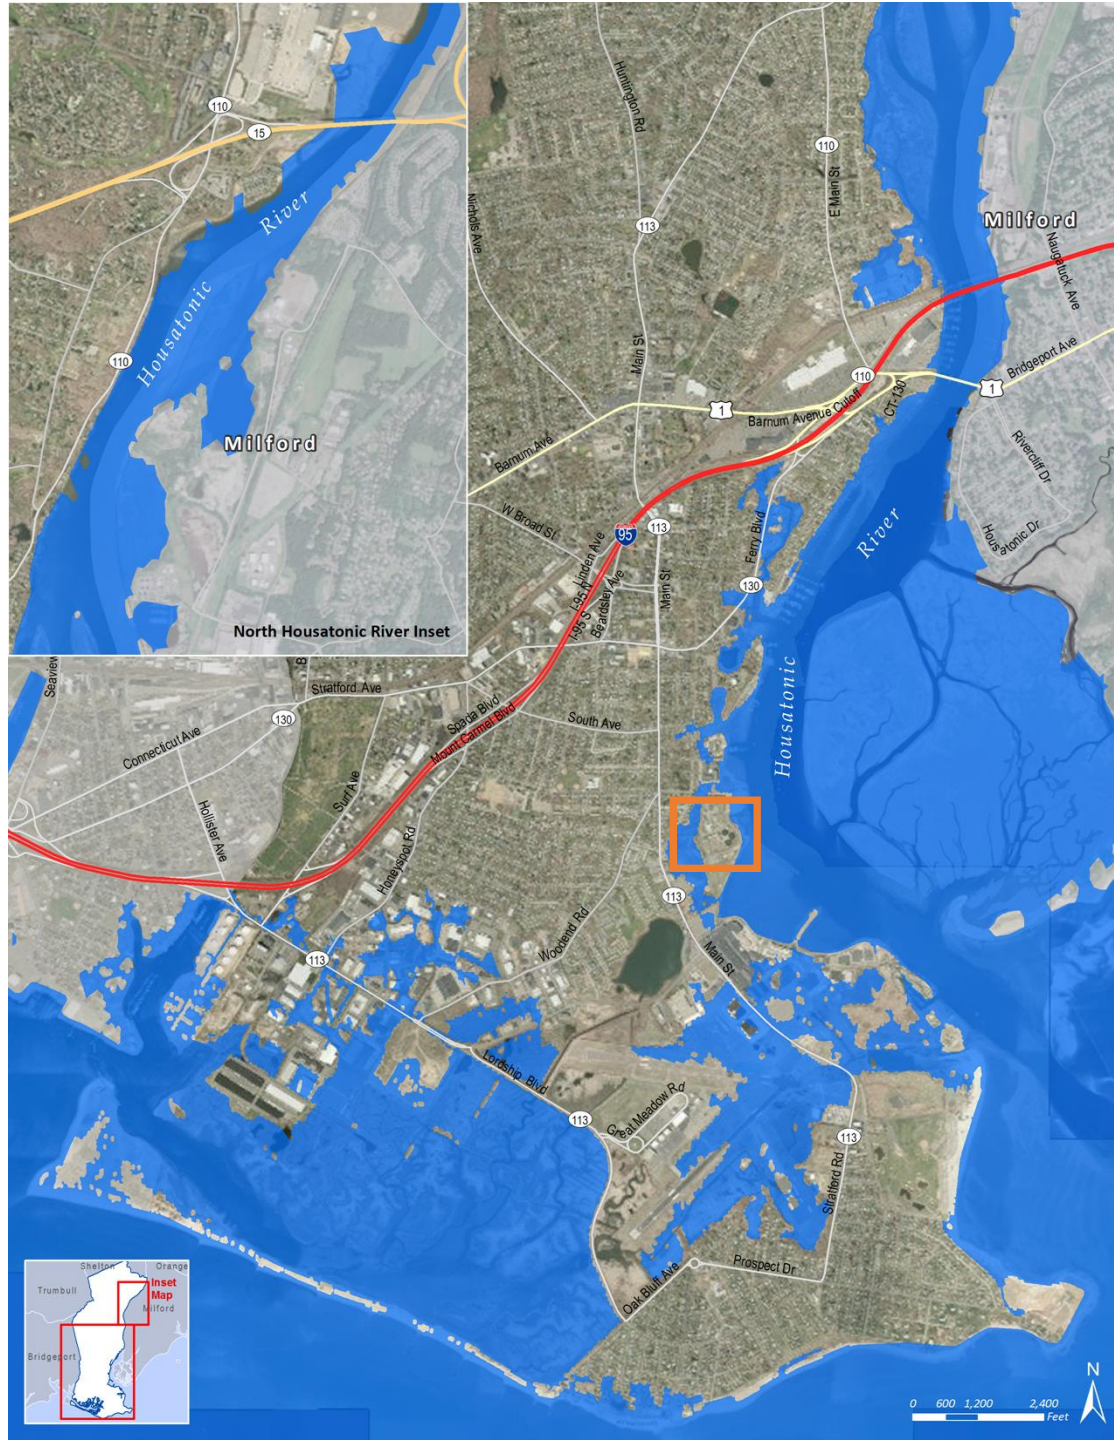 110
15
River
Housatonic
110
Milford
North Housatonic River Inset
Huntington Rd
110
E Main St
Nichols Ave
113
Milford
Naugatuck Ave
Main St
110
Bridgeport Ave
1
1
CT-130
Barnum Avenue Cutoff
Barnum Ave
Rivercliff Dr
W Broad St
113
95
River
Housatonic Dr
Linden Ave
Ferry Blvd
I-95 N
Main St
130
Beardsley Ave
I-95 S
Seaview
B
Stratford Ave
Housatonic
130
Spada Blvd
South Ave
Connecticut Ave
Mount Carmel Blvd
Surf Ave
Hollister Ave
Honeyspot Rd
113
Woodend Rd
113
Main St
Lordship Blvd
113
Great Meadow Rd
113
Stratford Rd
Prospect Dr
Oak Bluff Ave
Shelton
Orange
Trumbull
Inset
Map
Milford
Bridgeport
N
0 600 1,200 2,400
Feet